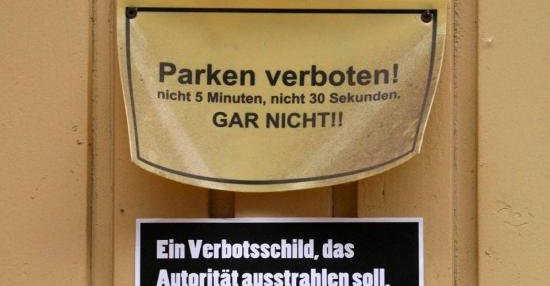 Parken verboten!
nicht 5 Minuten, nicht 30 Sekunden.
GAR NICHT!!
Ein Verbotsschild, das
Autorität ausstrahlen soll,